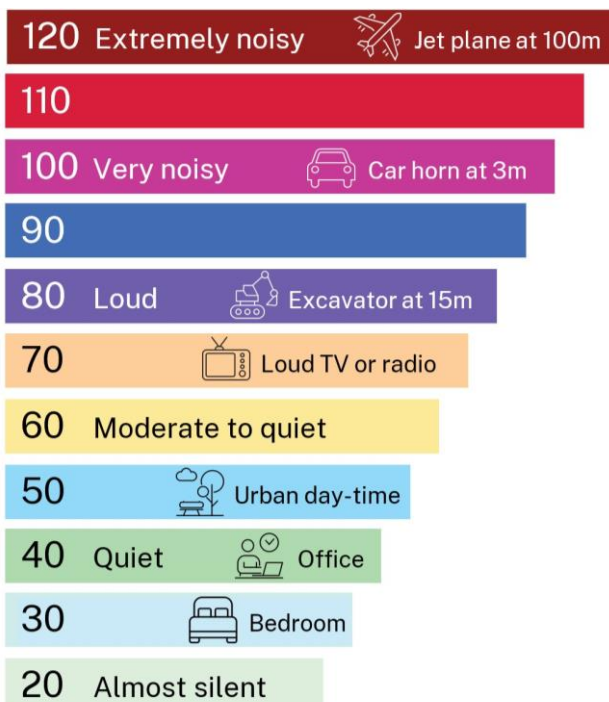 120 Extremely noisy Jet plane at 100m
110
100 Very noisy Car horn at 3m
90
80 Loud Excavator at 15m
70 Loud TV or radio
60 Moderate to quiet
50 Urban day-time
40 Quiet Office
30 Bedroom
20 Almost silent